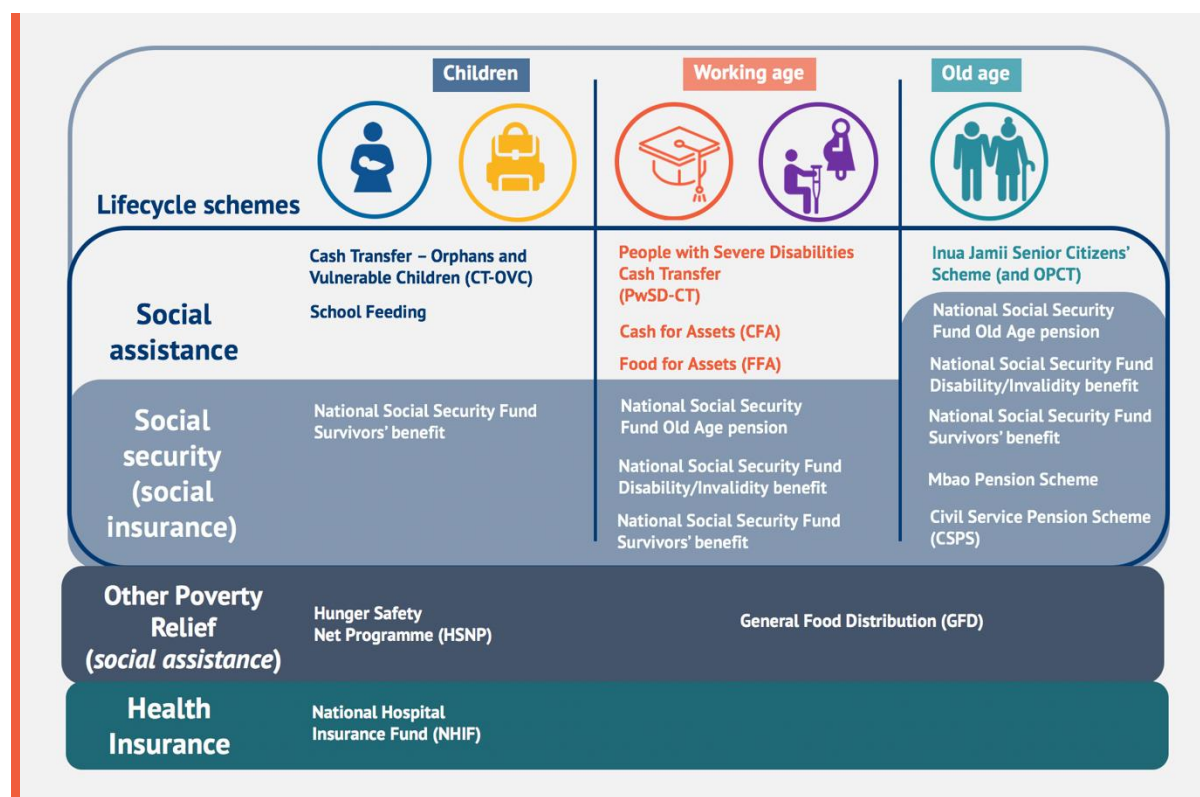 Children
Working age
Old age
Lifecycle schemes
Social
assistance
Cash Transfer – Orphans and
Vulnerable Children (CT-OVC)
School Feeding
People with Severe Disabilities
Cash Transfer
(PwSD-CT)
Cash for Assets (CFA)
Food for Assets (FFA)
Inua Jamii Senior Citizens’
Scheme (and OPCT)
Social
security
(social
insurance)
National Social Security Fund
Survivors’ benefit
National Social Security
Fund Old Age pension
National Social Security Fund
Disability/Invalidity benefit
National Social Security Fund
Survivors’ benefit
National Social Security
Fund Old Age pension
National Social Security Fund
Disability/Invalidity benefit
National Social Security Fund
Survivors’ benefit
Mbao Pension Scheme
Civil Service Pension Scheme
(CSPS)
Other Poverty
Relief
(social assistance)
Hunger Safety
Net Programme (HSNP)
General Food Distribution (GFD)
Health
Insurance
National Hospital
Insurance Fund (NHIF)